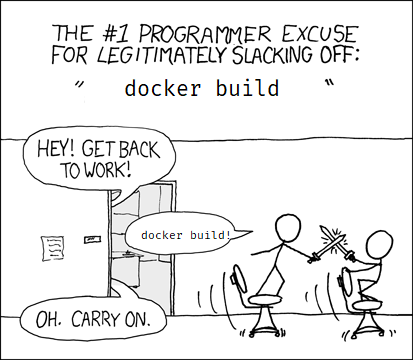 THE #1 PROGRAMMER EXCUSE
FOR LEGITIMATELY SLACKING OFF:
"docker build"
HEY! GET BACK
TO WORK!
docker build!
OH. CARRY ON.